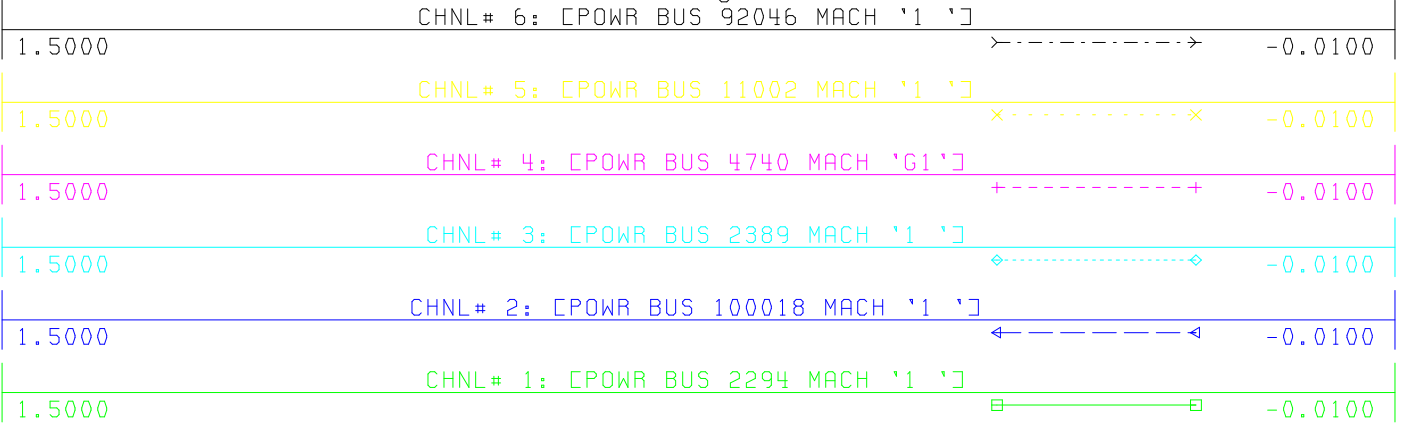 CHNL# 6: [POWR BUS 92046 MACH '1 ']
1.5000 -0.0100
CHNL# 5: [POWR BUS 11002 MACH '1 ']
1.5000 -0.0100
CHNL# 4: [POWR BUS 4740 MACH 'G1']
1.5000 -0.0100
CHNL# 3: [POWR BUS 2389 MACH '1 ']
1.5000 -0.0100
CHNL# 2: [POWR BUS 100018 MACH '1 ']
1.5000 -0.0100
CHNL# 1: [POWR BUS 2294 MACH '1 ']
1.5000 -0.0100